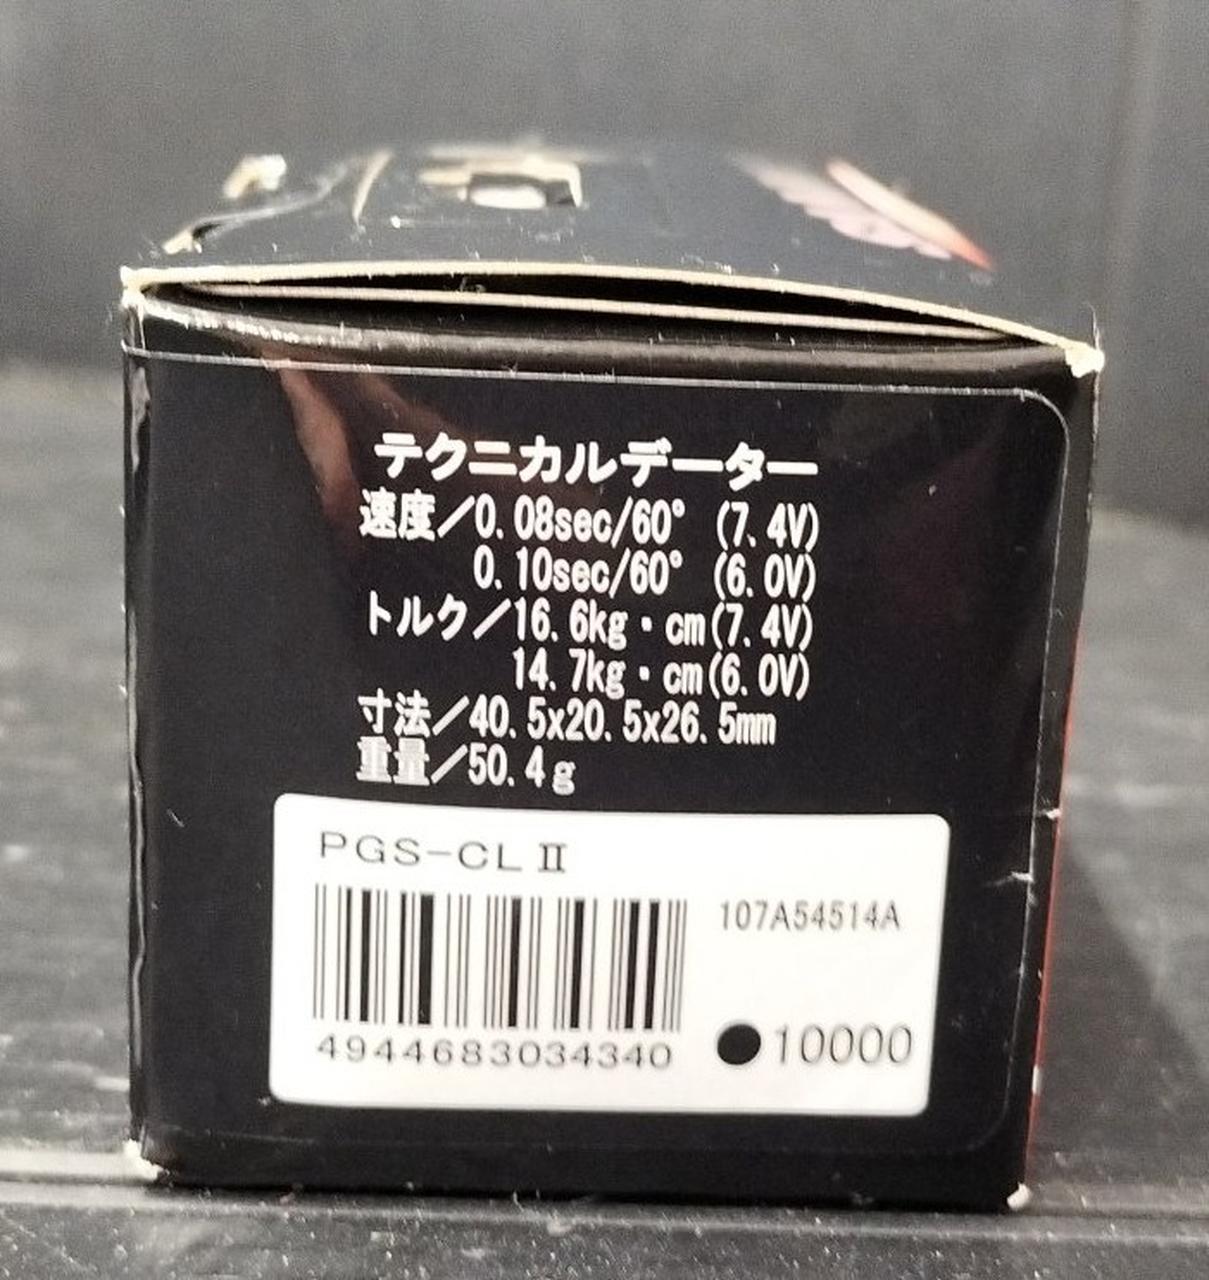 テクニカルデーター
速度／0.08sec/60° (7.4V)
0.10sec/60° (6.0V)
トルク／16.6kg・cm(7.4V)
14.7kg・cm(6.0V)
寸法／40.5x20.5x26.5mm
重量／50.4g
PGS-CLⅡ
107A54514A
4944683034340
●10000